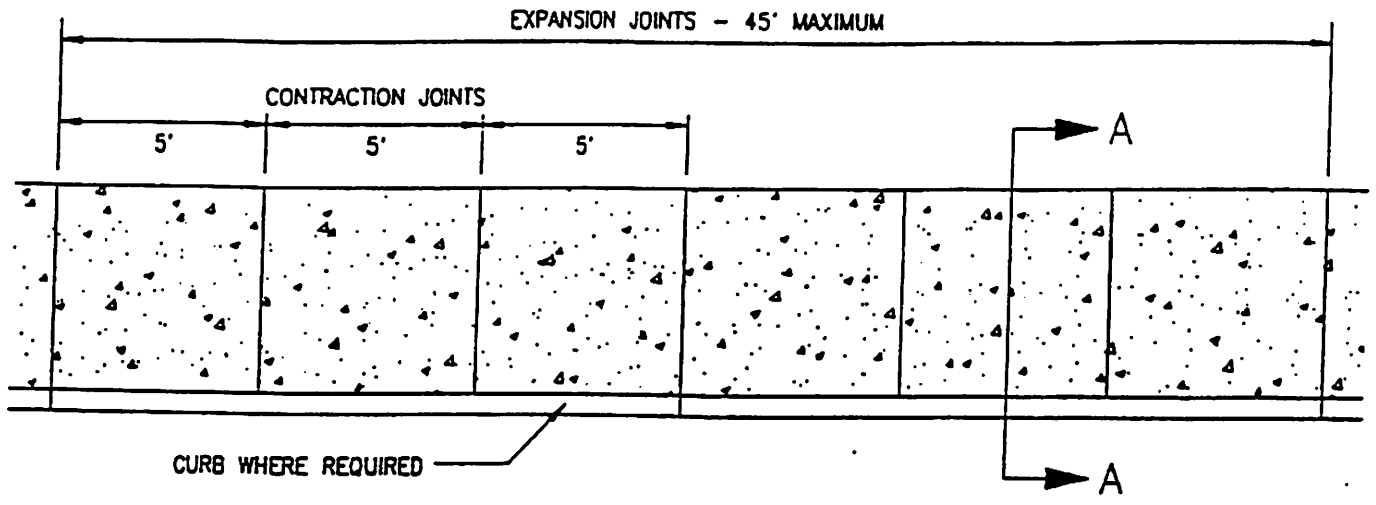 EXPANSION JOINTS - 45' MAXIMUM
CONTRACTION JOINTS
5' 5' 5'
A
CURB WHERE REQUIRED
A